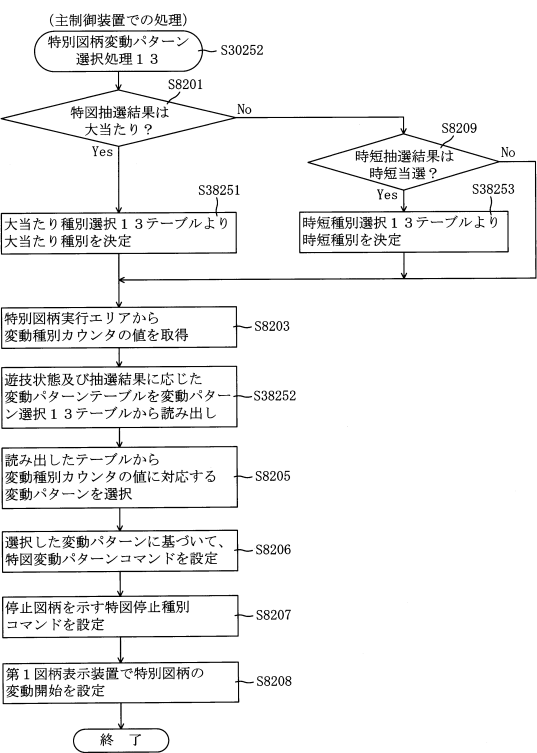 （主制御装置での処理）
特別図柄変動パターン
選択処理１３
S30252
S8201
特図抽選結果は
大当たり？
No
Yes
S8209
時短抽選結果は
時短当選？
No
Yes
S38251
大当たり種別選択１３テーブルより
大当たり種別を決定
S38253
時短種別選択１３テーブルより
時短種別を決定
特別図柄実行エリアから
変動種別カウンタの値を取得
S8203
遊技状態及び抽選結果に応じた
変動パターンテーブルを変動パター
ン選択１３テーブルから読み出し
S38252
読み出したテーブルから
変動種別カウンタの値に対応する
変動パターンを選択
S8205
選択した変動パターンに基づいて、
特図変動パターンコマンドを設定
S8206
停止図柄を示す特図停止種別
コマンドを設定
S8207
第１図柄表示装置で特別図柄の
変動開始を設定
S8208
終　了